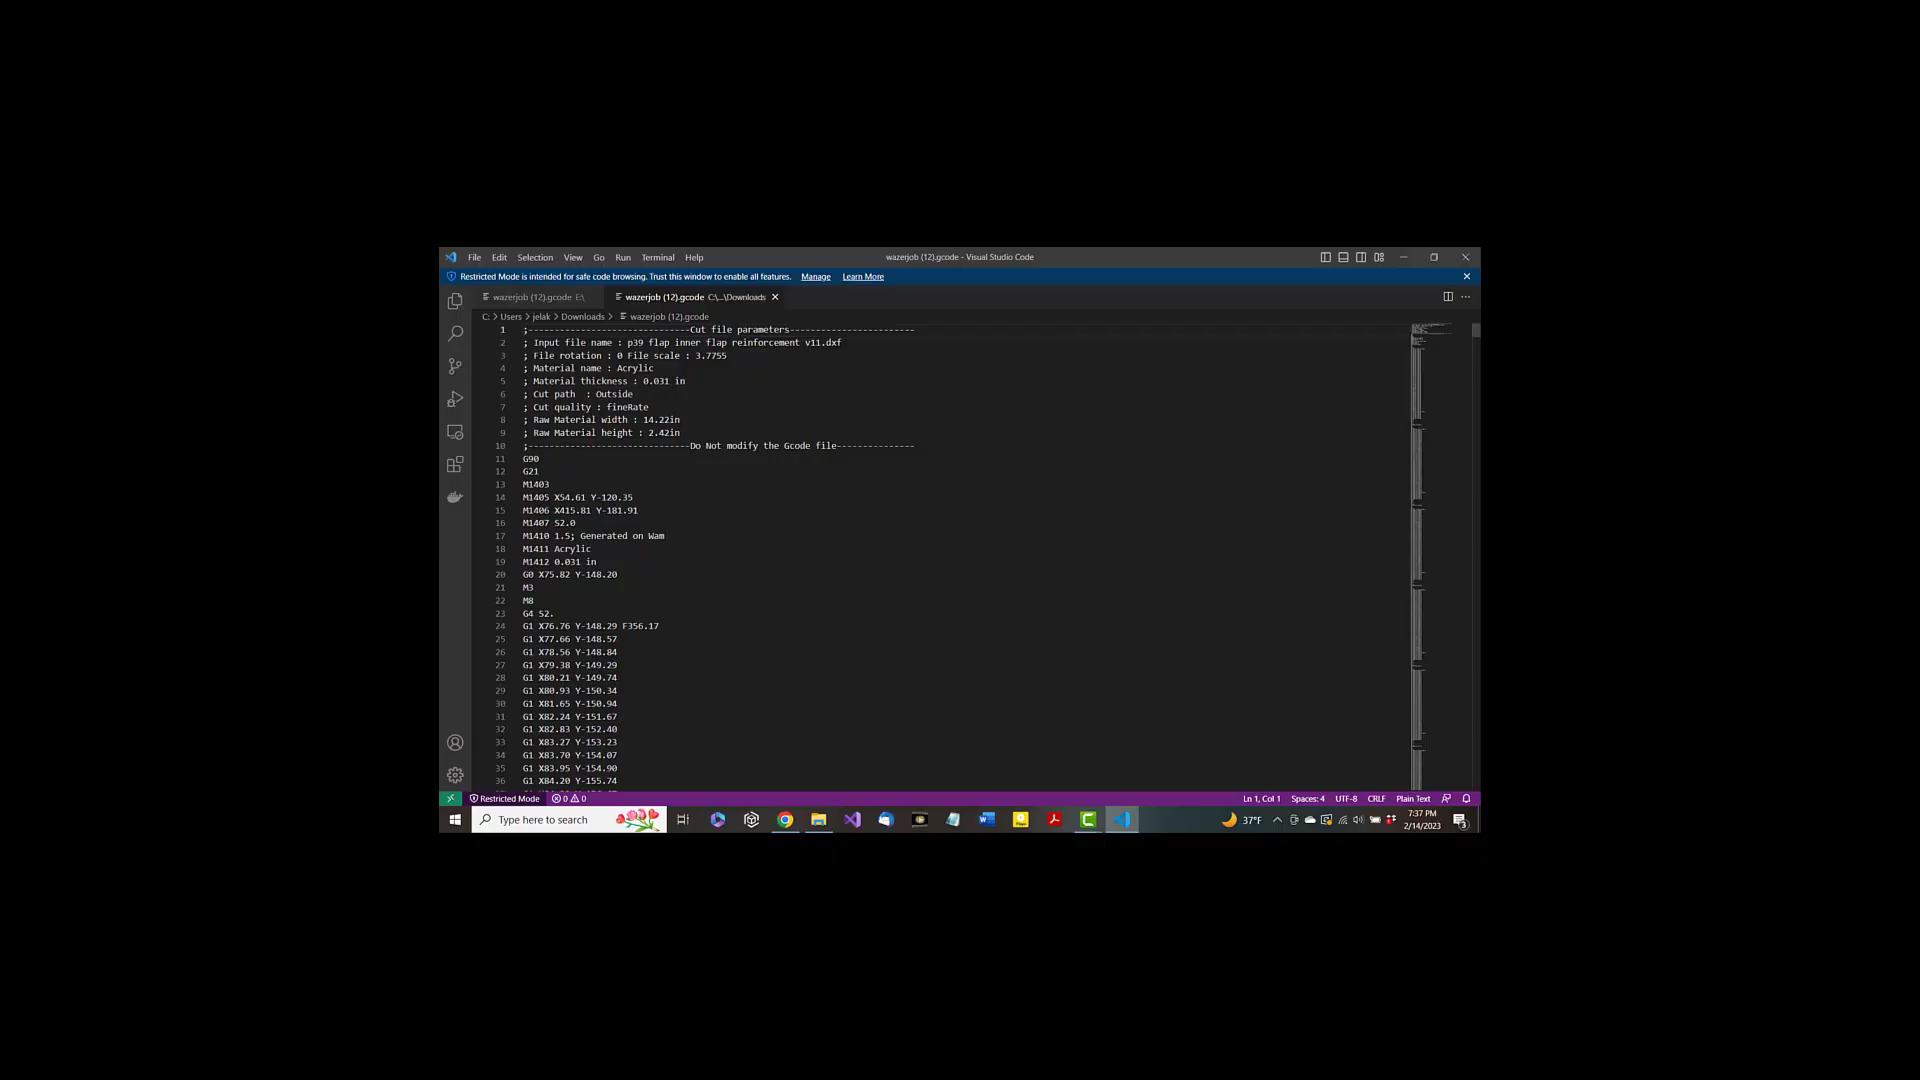 File Edit Selection View Go Run Terminal Help wazerjob (12).gcode - Visual Studio Code
Restricted Mode is intended for safe code browsing. Trust this window to enable all features. Manage Learn More
wazerjob (12).gcode E:\ wazerjob (12).gcode C:\...\Downloads
C: > Users > jelak > Downloads > wazerjob (12).gcode
1 ;-------------------------------Cut file parameters------------------------
2 ; Input file name : p39 flap inner flap reinforcement v11.dxf
3 ; File rotation : 0 File scale : 3.7755
4 ; Material name : Acrylic
5 ; Material thickness : 0.031 in
6 ; Cut path  : Outside
7 ; Cut quality : fineRate
8 ; Raw Material width : 14.22in
9 ; Raw Material height : 2.42in
10 ;-------------------------------Do Not modify the Gcode file---------------
11 G90
12 G21
13 M1403
14 M1405 X54.61 Y-120.35
15 M1406 X415.81 Y-181.91
16 M1407 S2.0
17 M1410 1.5; Generated on Wam
18 M1411 Acrylic
19 M1412 0.031 in
20 G0 X75.82 Y-148.20
21 M3
22 M8
23 G4 S2.
24 G1 X76.76 Y-148.29 F356.17
25 G1 X77.66 Y-148.57
26 G1 X78.56 Y-148.84
27 G1 X79.38 Y-149.29
28 G1 X80.21 Y-149.74
29 G1 X80.93 Y-150.34
30 G1 X81.65 Y-150.94
31 G1 X82.24 Y-151.67
32 G1 X82.83 Y-152.40
33 G1 X83.27 Y-153.23
34 G1 X83.70 Y-154.07
35 G1 X83.95 Y-154.90
36 G1 X84.20 Y-155.74
Restricted Mode 0 0 Ln 1, Col 1 Spaces: 4 UTF-8 CRLF Plain Text
Type here to search 37°F 7:37 PM
2/14/2023 3